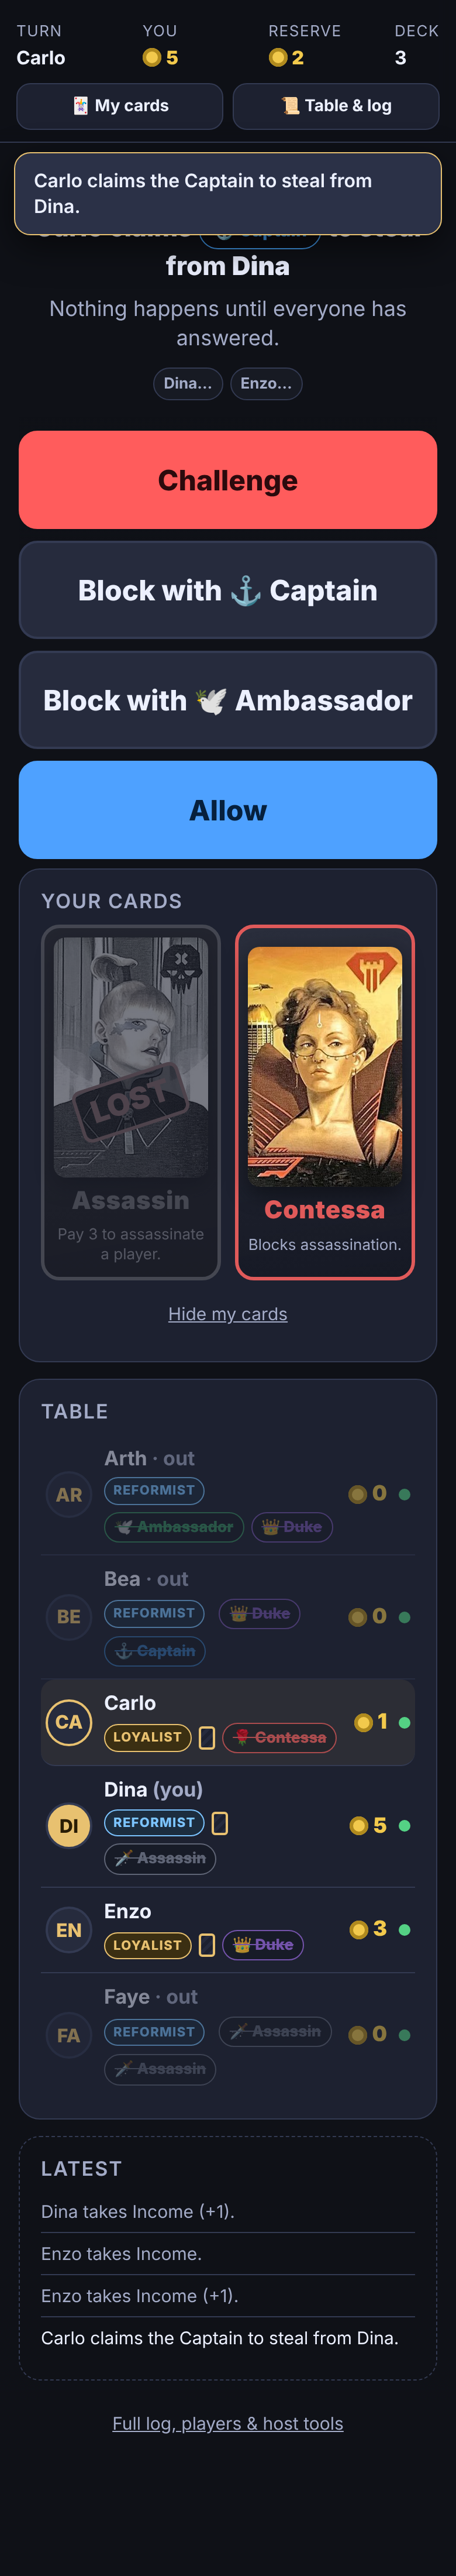 TURN YOU RESERVE DECK
Carlo 5 2 3
🃏 My cards 📜 Table & log
Carlo claims the Captain to steal from
Dina.
from Dina
Nothing happens until everyone has
answered.
Dina... Enzo...
Challenge
Block with ⚓ Captain
Block with 🕊️ Ambassador
Allow
YOUR CARDS
LOST
Assassin
Pay 3 to assassinate
a player.
Contessa
Blocks assassination.
Hide my cards
TABLE
AR Arth · out 0
REFORMIST
🕊️ Ambassador 👑 Duke
BE Bea · out 0
REFORMIST 👑 Duke
⚓ Captain
CA Carlo 1
LOYALIST 🌹 Contessa
DI Dina (you) 5
REFORMIST
🗡️ Assassin
EN Enzo 3
LOYALIST 👑 Duke
FA Faye · out 0
REFORMIST 🗡️ Assassin
🗡️ Assassin
LATEST
Dina takes Income (+1).
Enzo takes Income.
Enzo takes Income (+1).
Carlo claims the Captain to steal from Dina.
Full log, players & host tools